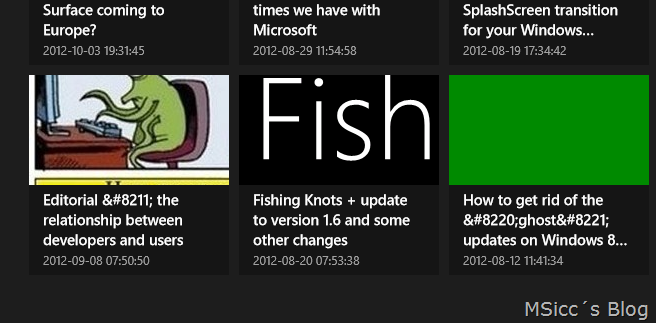 Surface coming to
Europe?
2012-10-03 19:31:45
times we have with
Microsoft
2012-08-29 11:54:58
SplashScreen transition
for your Windows...
2012-08-19 17:34:42
Editorial &#8211; the
relationship between
developers and users
2012-09-08 07:50:50
Fish
Fishing Knots + update
to version 1.6 and some
other changes
2012-08-20 07:53:38
How to get rid of the
&#8220;ghost&#8221;
updates on Windows 8...
2012-08-12 11:41:34
MSicc´s Blog